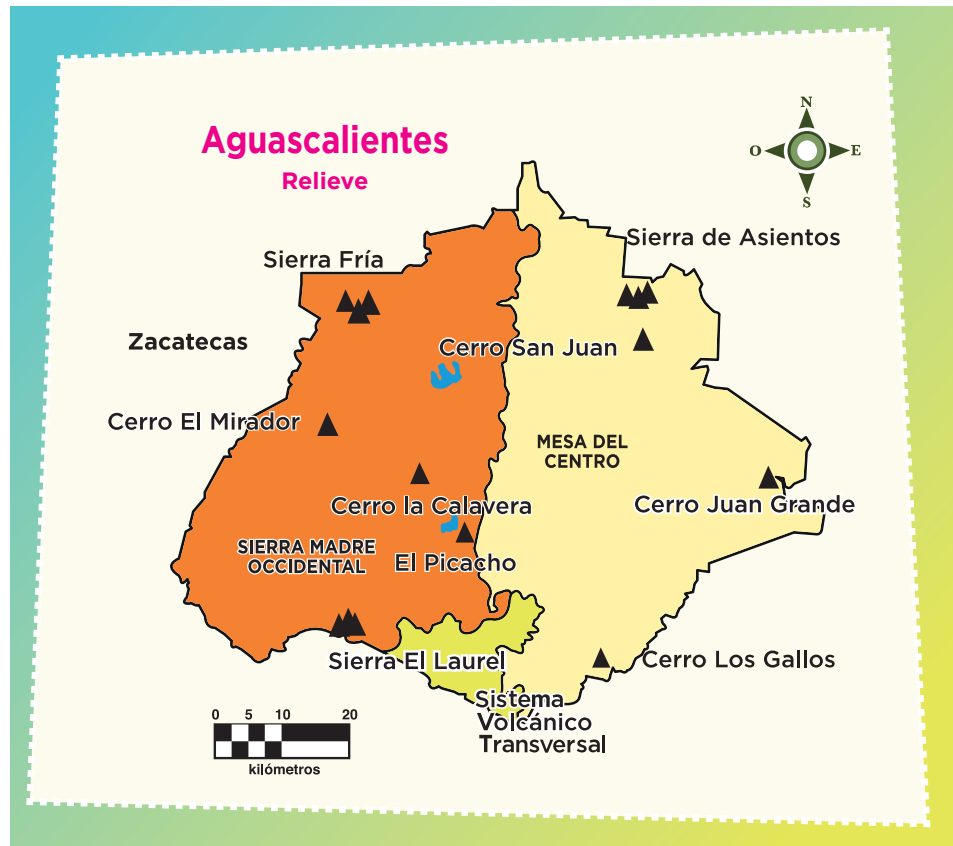 Aguascalientes
Relieve
N
O
E
S
Sierra de Asientos
Sierra Fría
Zacatecas
Cerro San Juan
Cerro El Mirador
MESA DEL
CENTRO
Cerro la Calavera
Cerro Juan Grande
SIERRA MADRE
OCCIDENTAL
El Picacho
Sierra El Laurel
Cerro Los Gallos
Sistema
Volcánico
Transversal
0 5 10 20
kilómetros